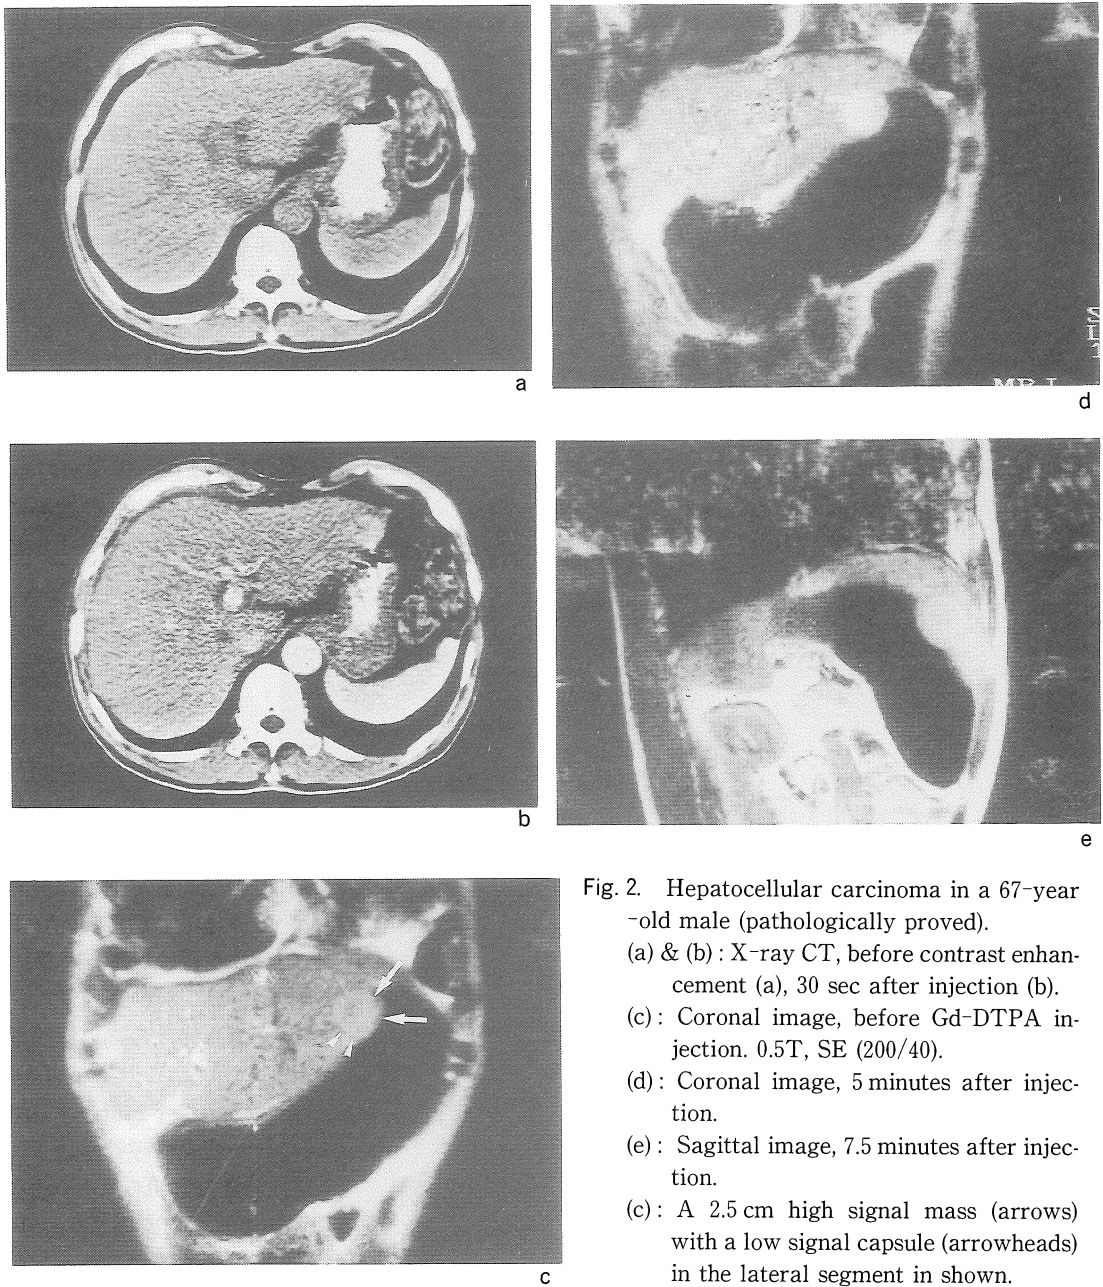 a
d
MRI
b
e
c
Fig. 2. Hepatocellular carcinoma in a 67-year
-old male (pathologically proved).
(a) & (b) : X-ray CT, before contrast enhan-
cement (a), 30 sec after injection (b).
(c) : Coronal image, before Gd-DTPA in-
jection. 0.5T, SE (200/40).
(d) : Coronal image, 5 minutes after injec-
tion.
(e) : Sagittal image, 7.5 minutes after injec-
tion.
(c) : A 2.5 cm high signal mass (arrows)
with a low signal capsule (arrowheads)
in the lateral segment in shown.